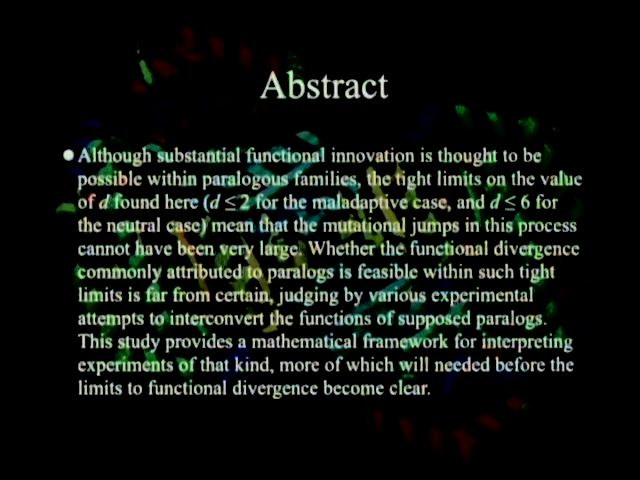 Abstract
Although substantial functional innovation is thought to be
possible within paralogous families, the tight limits on the value
of d found here (d ≤ 2 for the maladaptive case, and d ≤ 6 for
the neutral case) mean that the mutational jumps in this process
cannot have been very large. Whether the functional divergence
commonly attributed to paralogs is feasible within such tight
limits is far from certain, judging by various experimental
attempts to interconvert the functions of supposed paralogs.
This study provides a mathematical framework for interpreting
experiments of that kind, more of which will needed before the
limits to functional divergence become clear.